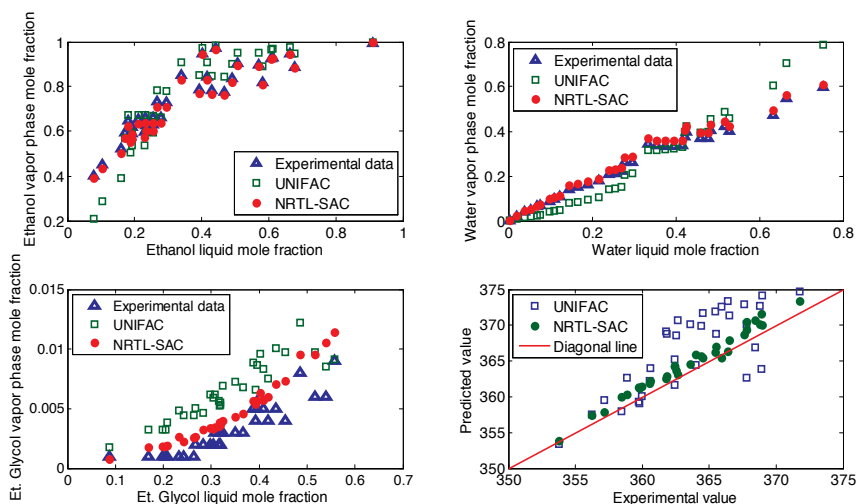 Ethanol vapor phase mole fraction
1
0.8
0.6
0.4
0.2
0
0.2
0.4
0.6
0.8
1
Ethanol liquid mole fraction
Experimental data
UNIFAC
NRTL-SAC
Water vapor phase mole fraction
0.8
0.6
0.4
0.2
0
0
0.2
0.4
0.6
0.8
Water liquid mole fraction
Experimental data
UNIFAC
NRTL-SAC
Et. Glycol vapor phase mole fraction
0.015
0.01
0.005
0
0
0.1
0.2
0.3
0.4
0.5
0.6
0.7
Et. Glycol liquid mole fraction
Experimental data
UNIFAC
NRTL-SAC
Predicted value
375
370
365
360
355
350
350
355
360
365
370
375
Experimental value
UNIFAC
NRTL-SAC
Diagonal line